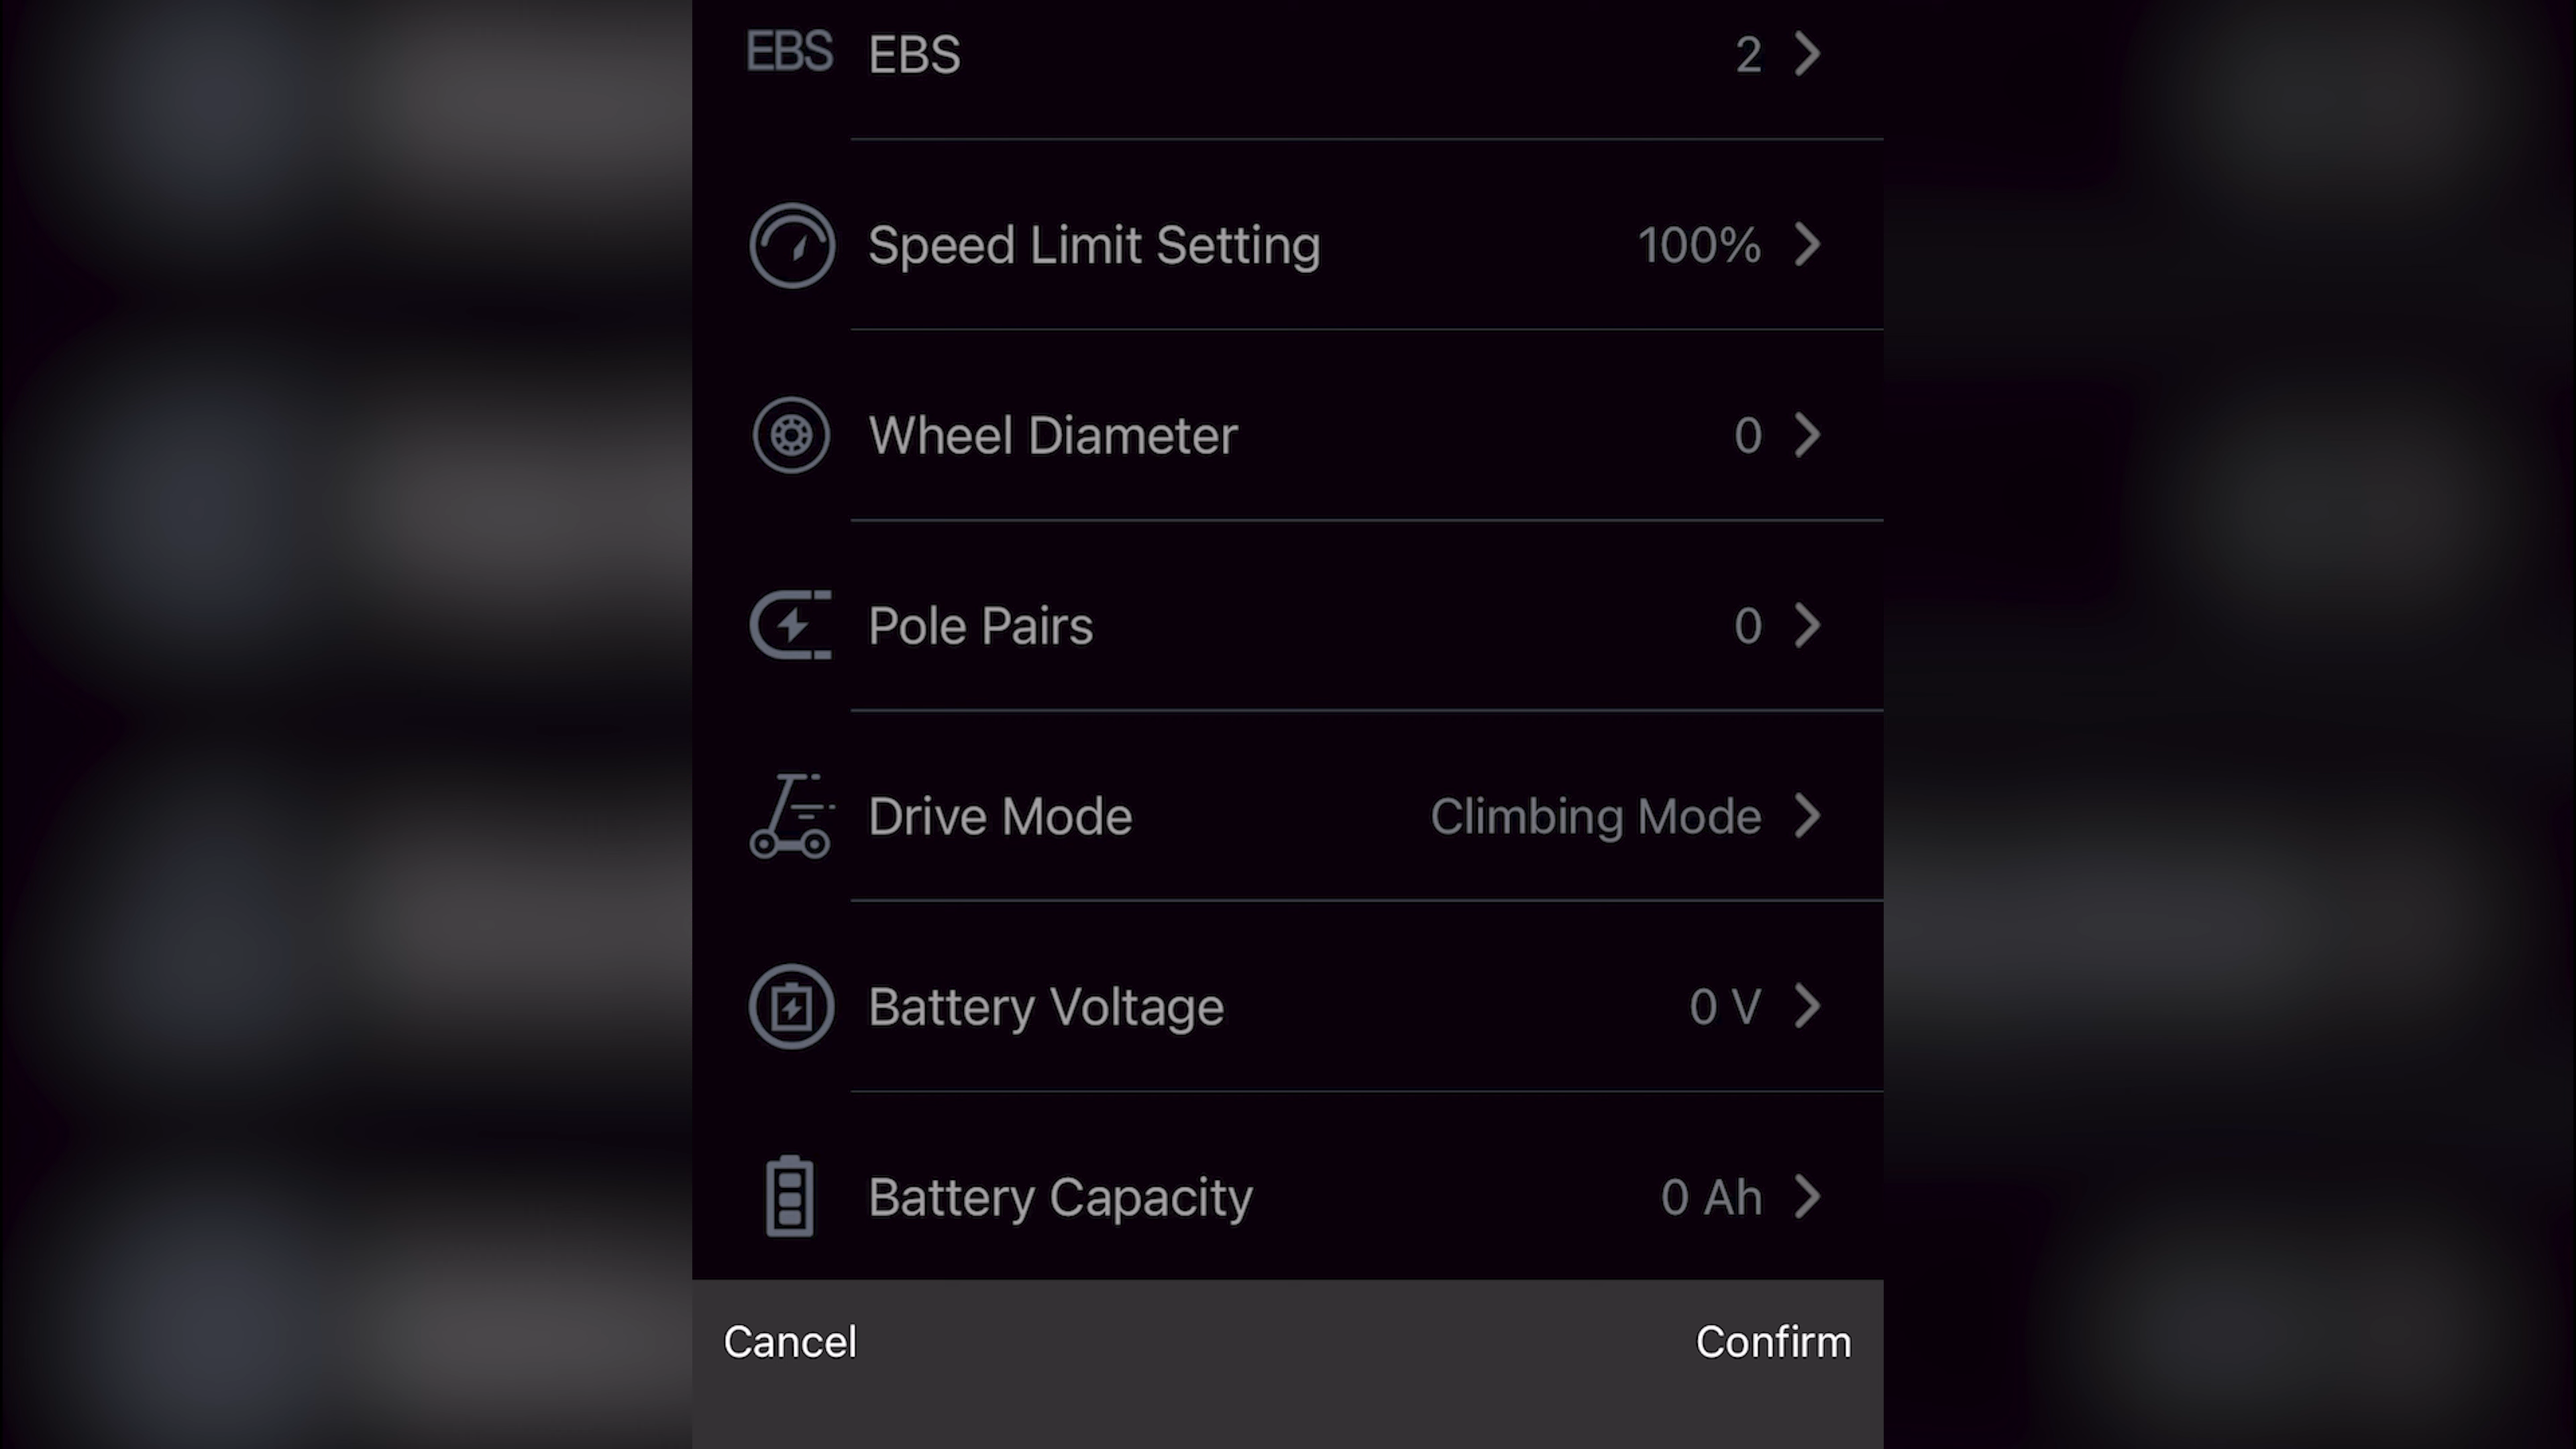 EBS EBS 2
Speed Limit Setting 100%
Wheel Diameter 0
Pole Pairs 0
Drive Mode Climbing Mode
Battery Voltage 0 V
Battery Capacity 0 Ah
Cancel Confirm